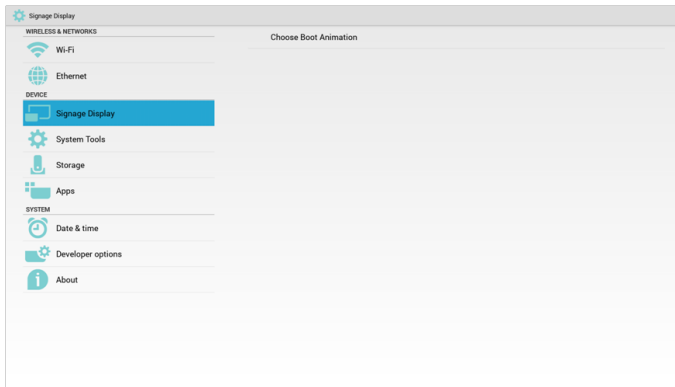 Signage Display
WIRELESS & NETWORKS
Wi-Fi
Ethernet
DEVICE
Signage Display
System Tools
Storage
Apps
SYSTEM
Date & time
Developer options
About
Choose Boot Animation